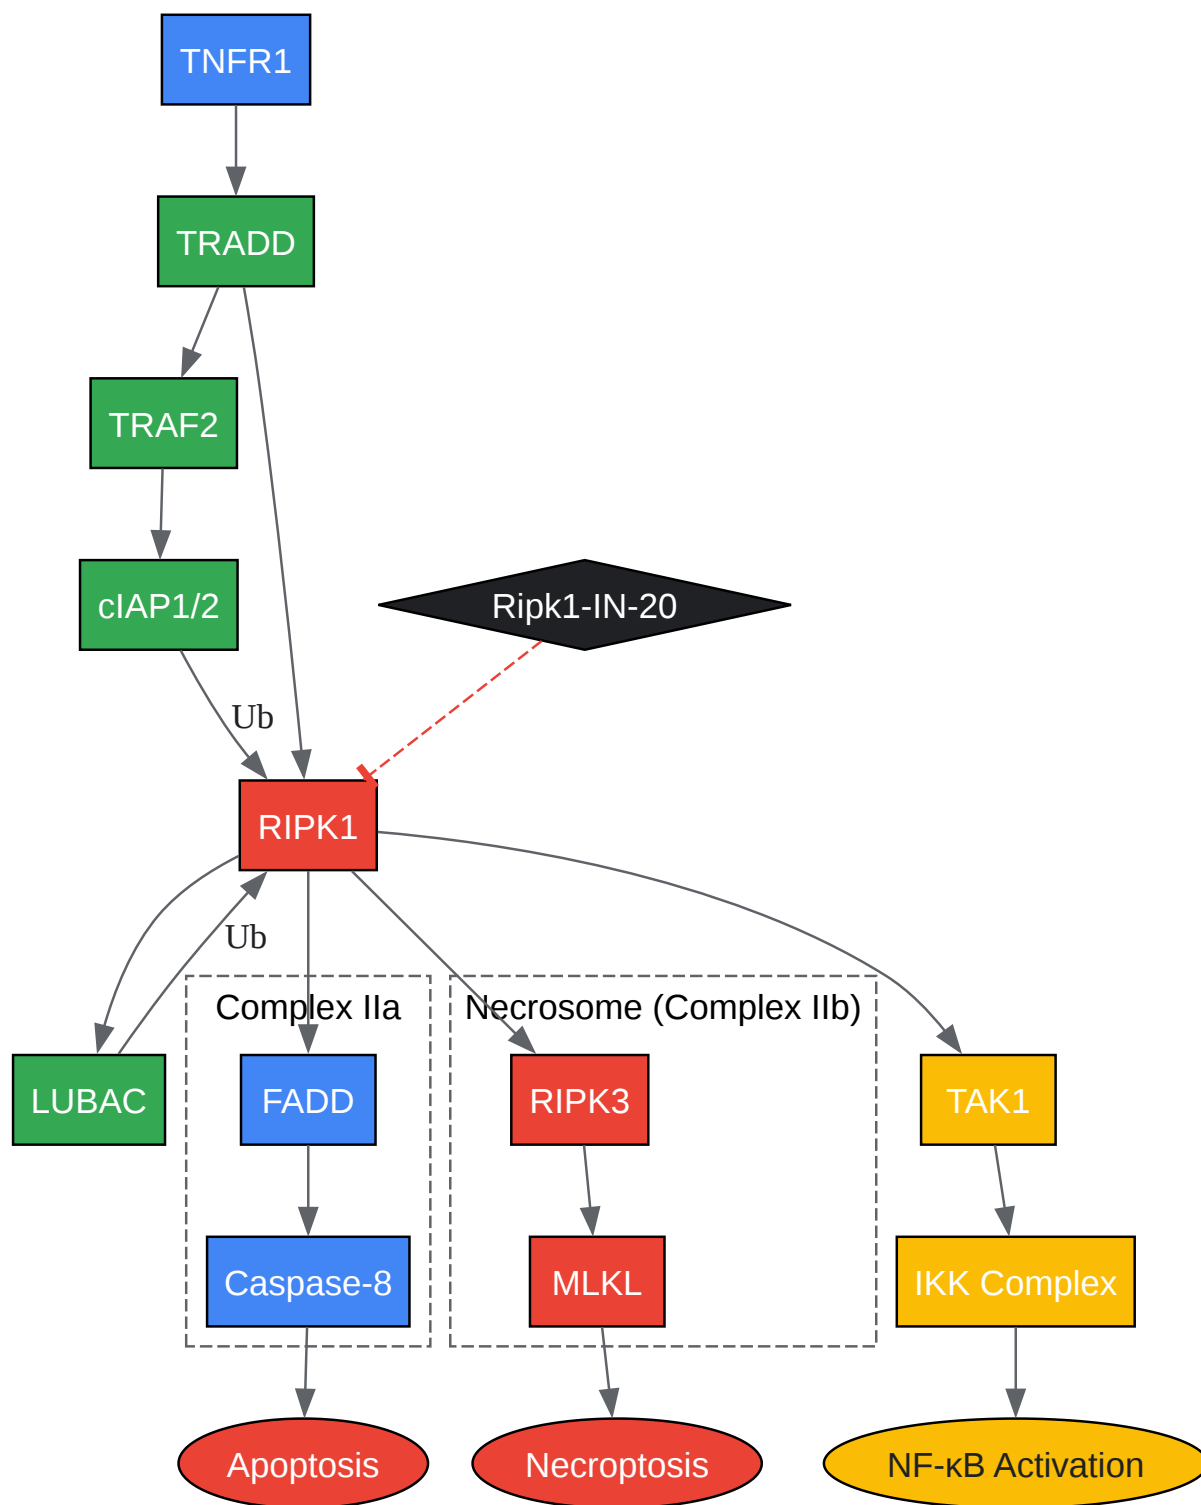 TNFR1
TRADD
TRAF2
cIAP1/2
Ripk1-IN-20
Ub
RIPK1
Ub
Complex IIa
Necrosome (Complex IIb)
LUBAC
FADD
RIPK3
TAK1
Caspase-8
MLKL
IKK Complex
Apoptosis
Necroptosis
NF-κB Activation